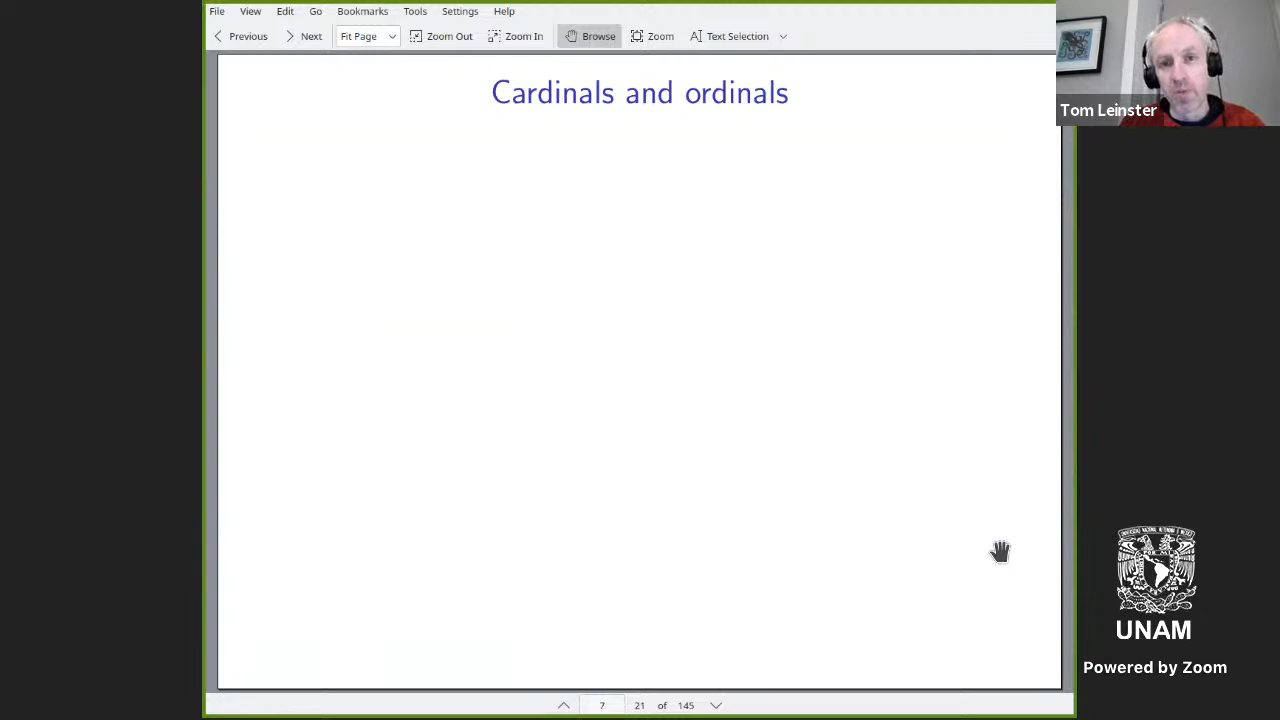 File View Edit Go Bookmarks Tools Settings Help
Previous Next Fit Page Zoom Out Zoom In Browse Zoom Text Selection
Cardinals and ordinals
Tom Leinster
UNAM
Powered by Zoom
7 21 of 145